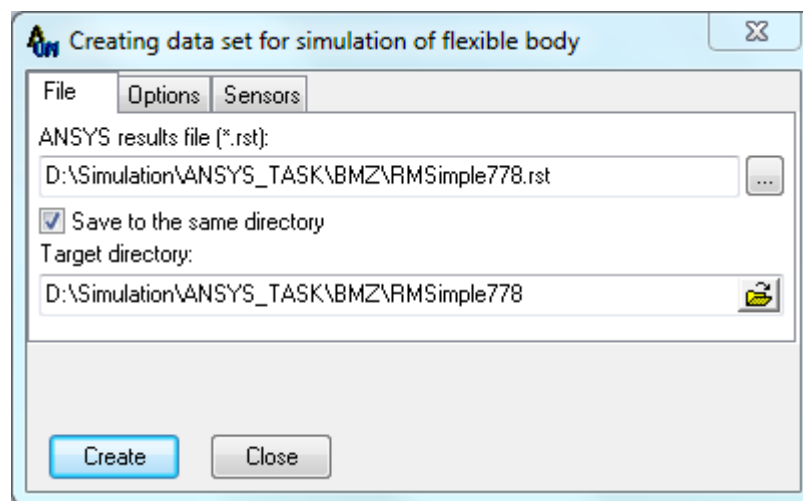 Creating data set for simulation of flexible body
File Options Sensors
ANSYS results file (*.rst):
D:\Simulation\ANSYS_TASK\BMZ\RMSimple778.rst
...
Save to the same directory
Target directory:
D:\Simulation\ANSYS_TASK\BMZ\RMSimple778
Create Close